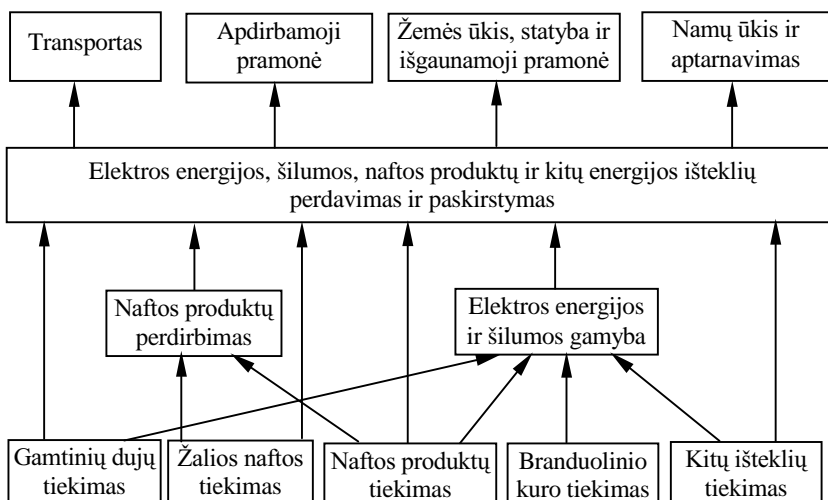 Transportas
Apdirbamoji
pramonė
Žemės ūkis, statyba ir
išgaunamoji pramonė
Namų ūkis ir
aptarnavimas
Elektros energijos, šilumos, naftos produktų ir kitų energijos išteklių
perdavimas ir paskirstymas
Naftos produktų
perdirbimas
Elektros energijos
ir šilumos gamyba
Gamtinių dujų
tiekimas
Žalios naftos
tiekimas
Naftos produktų
tiekimas
Branduolinio
kuro tiekimas
Kitų išteklių
tiekimas